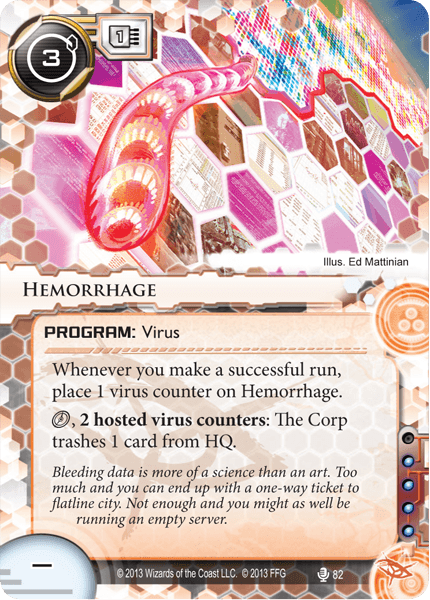 3
1
Illus. Ed Mattinian
HEMORRHAGE
PROGRAM: Virus
Whenever you make a successful run,
place 1 virus counter on Hemorrhage.
, 2 hosted virus counters: The Corp
trashes 1 card from HQ.
Bleeding data is more of a science than an art. Too
much and you can end up with a one-way ticket to
flatline city. Not enough and you might as well be
running an empty server.
–
© 2013 Wizards of the Coast LLC. © 2013 FFG
82